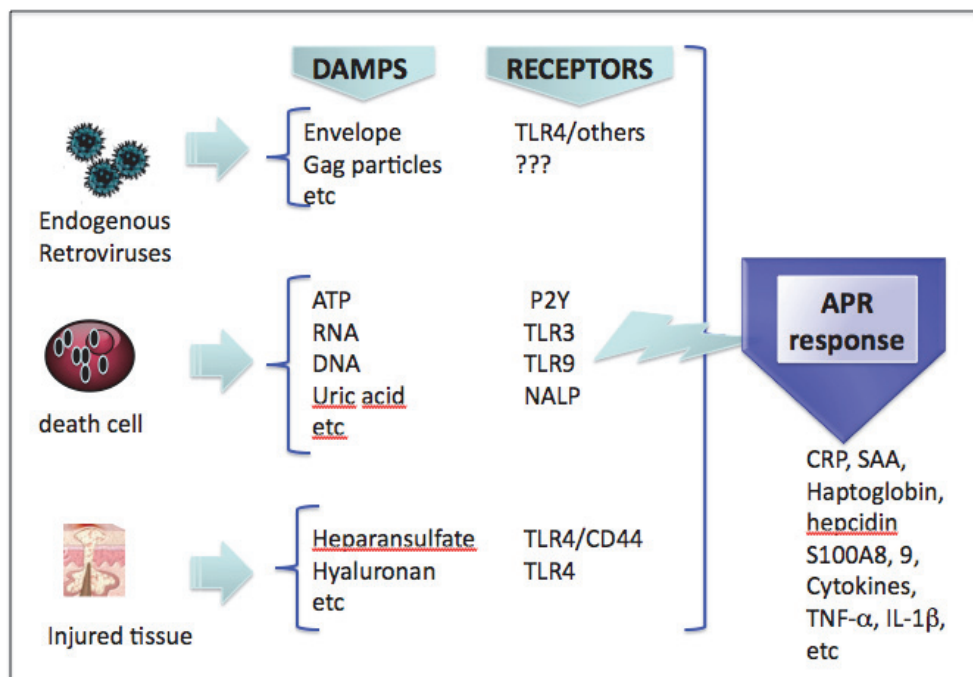 DAMPS
RECEPTORS
Envelope
Gag particles
etc
TLR4/others
???
Endogenous
Retroviruses
ATP
RNA
DNA
Uric acid
etc
P2Y
TLR3
TLR9
NALP
death cell
Heparansulfate
Hyaluronan
etc
TLR4/CD44
TLR4
Injured tissue
APR
response
CRP, SAA,
Haptoglobin,
hepcidin
S100A8, 9,
Cytokines,
TNF-α, IL-1β,
etc